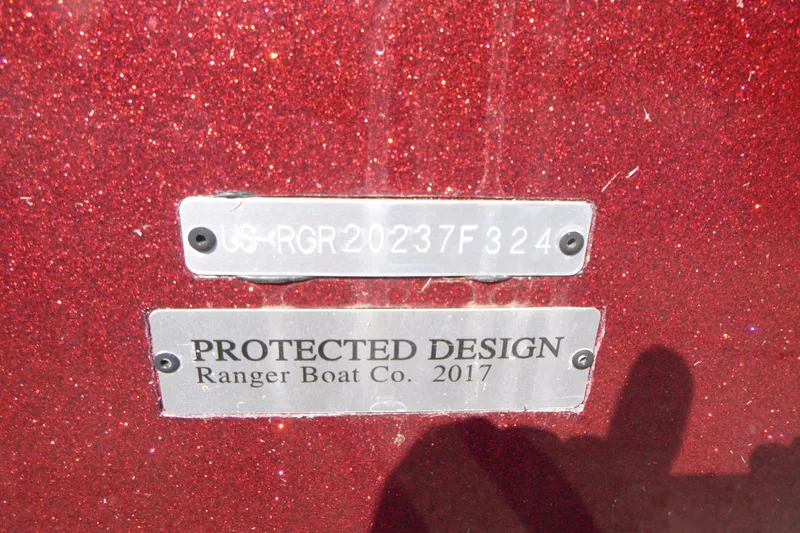 US-RGR20237F324
PROTECTED DESIGN
Ranger Boat Co. 2017